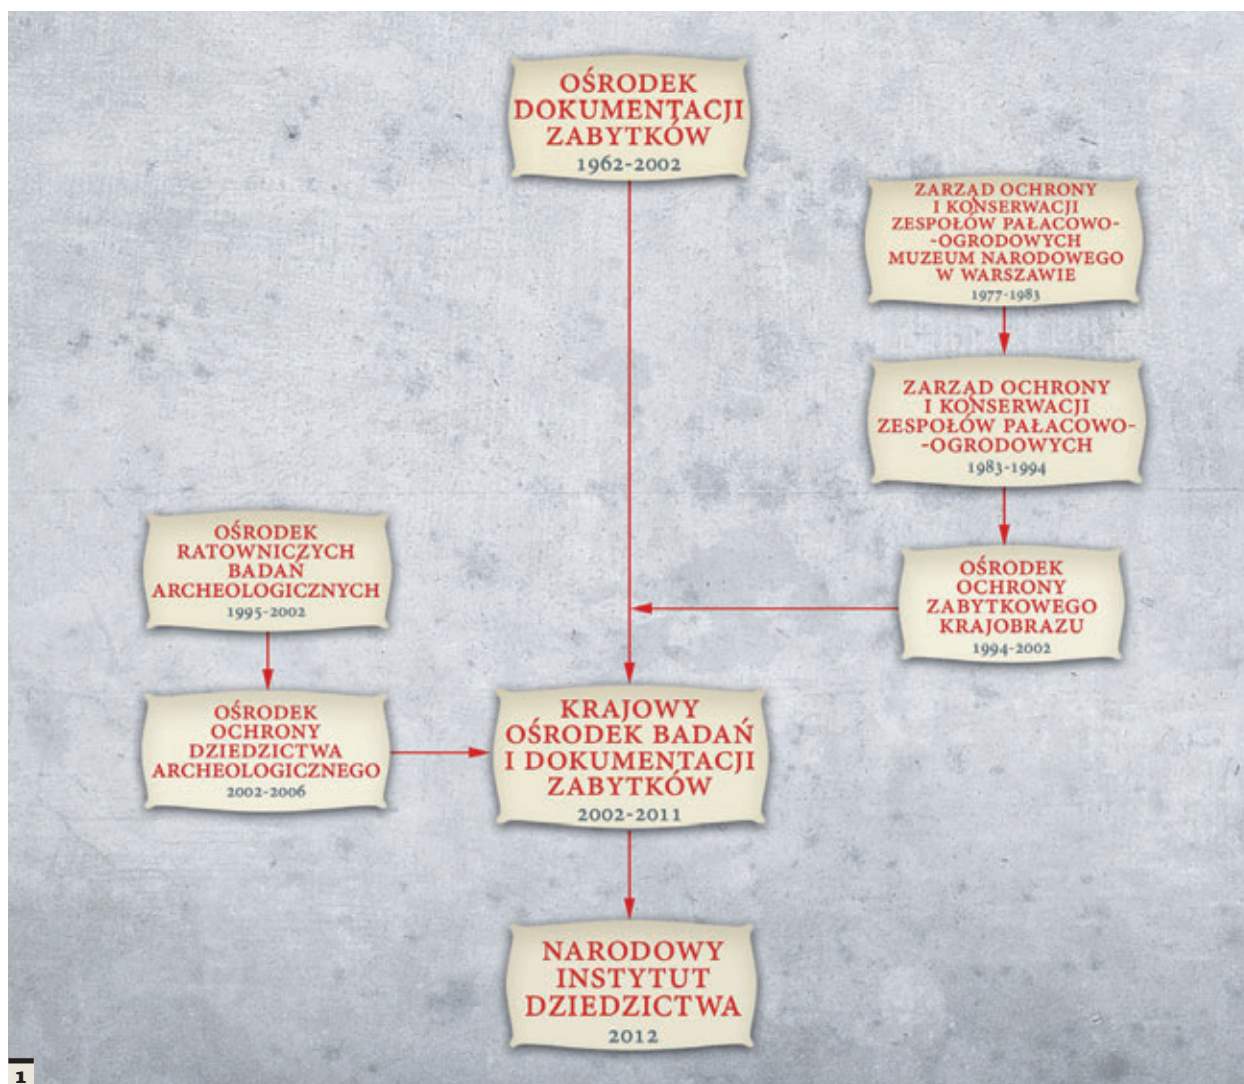 OŚRODEK
DOKUMENTACJI
ZABYTKÓW
1962-2002
ZARZĄD OCHRONY
I KONSERWACJI
ZESPOŁÓW PAŁACOWO-
-OGRODOWYCH
MUZEUM NARODOWEGO
W WARSZAWIE
1977-1983
ZARZĄD OCHRONY
I KONSERWACJI
ZESPOŁÓW PAŁACOWO-
-OGRODOWYCH
1983-1994
OŚRODEK
RATOWNICZYCH
BADAŃ
ARCHEOLOGICZNYCH
1995-2002
OŚRODEK
OCHRONY
ZABYTKOWEGO
KRAJOBRAZU
1994-2002
OŚRODEK
OCHRONY
DZIEDZICTWA
ARCHEOLOGICZNEGO
2002-2006
KRAJOWY
OŚRODEK BADAŃ
I DOKUMENTACJI
ZABYTKÓW
2002-2011
NARODOWY
INSTYTUT
DZIEDZICTWA
2012
1